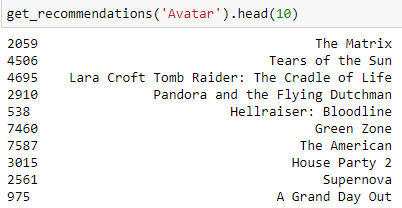 get_recommendations('Avatar').head(10)
2059 The Matrix
4506 Tears of the Sun
4695 Lara Croft Tomb Raider: The Cradle of Life
2910 Pandora and the Flying Dutchman
538 Hellraiser: Bloodline
7460 Green Zone
7587 The American
3015 House Party 2
2561 Supernova
975 A Grand Day Out